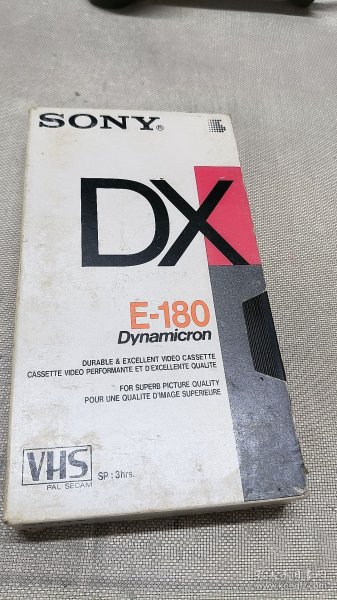 SONY®
DX
E-180
Dynamicron
DURABLE & EXCELLENT VIDEO CASSETTE
CASSETTE VIDEO PERFORMANTE ET D'EXCELLENTE QUALITE
FOR SUPERB PICTURE QUALITY
POUR UNE QUALITE D'IMAGE SUPERIEURE
VHS
PAL SECAM
SP : 3hrs.